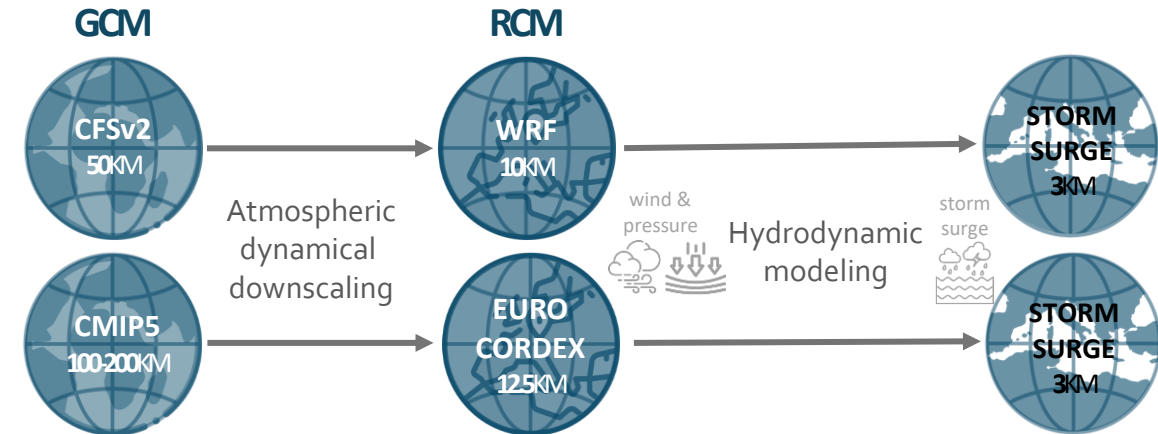 GCM
RCM
CFSv2
50KM
WRF
10KM
STORM
SURGE
3KM
Atmospheric
dynamical
downscaling
wind &
pressure
Hydrodynamic
modeling
storm
surge
CMIP5
100-200KM
EURO
CORDEX
12.5KM
STORM
SURGE
3KM